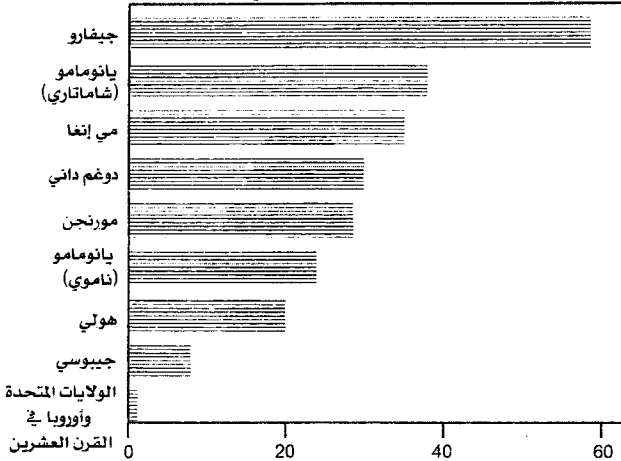 جيفارو
يانومامو
(شاماتاري)
مي إنغا
دوغم داني
مورنجن
يانومامو
(ناموي)
هولي
جيبوسي
الولايات المتحدة
وأوروبا في
القرن العشرين
0 20 40 60